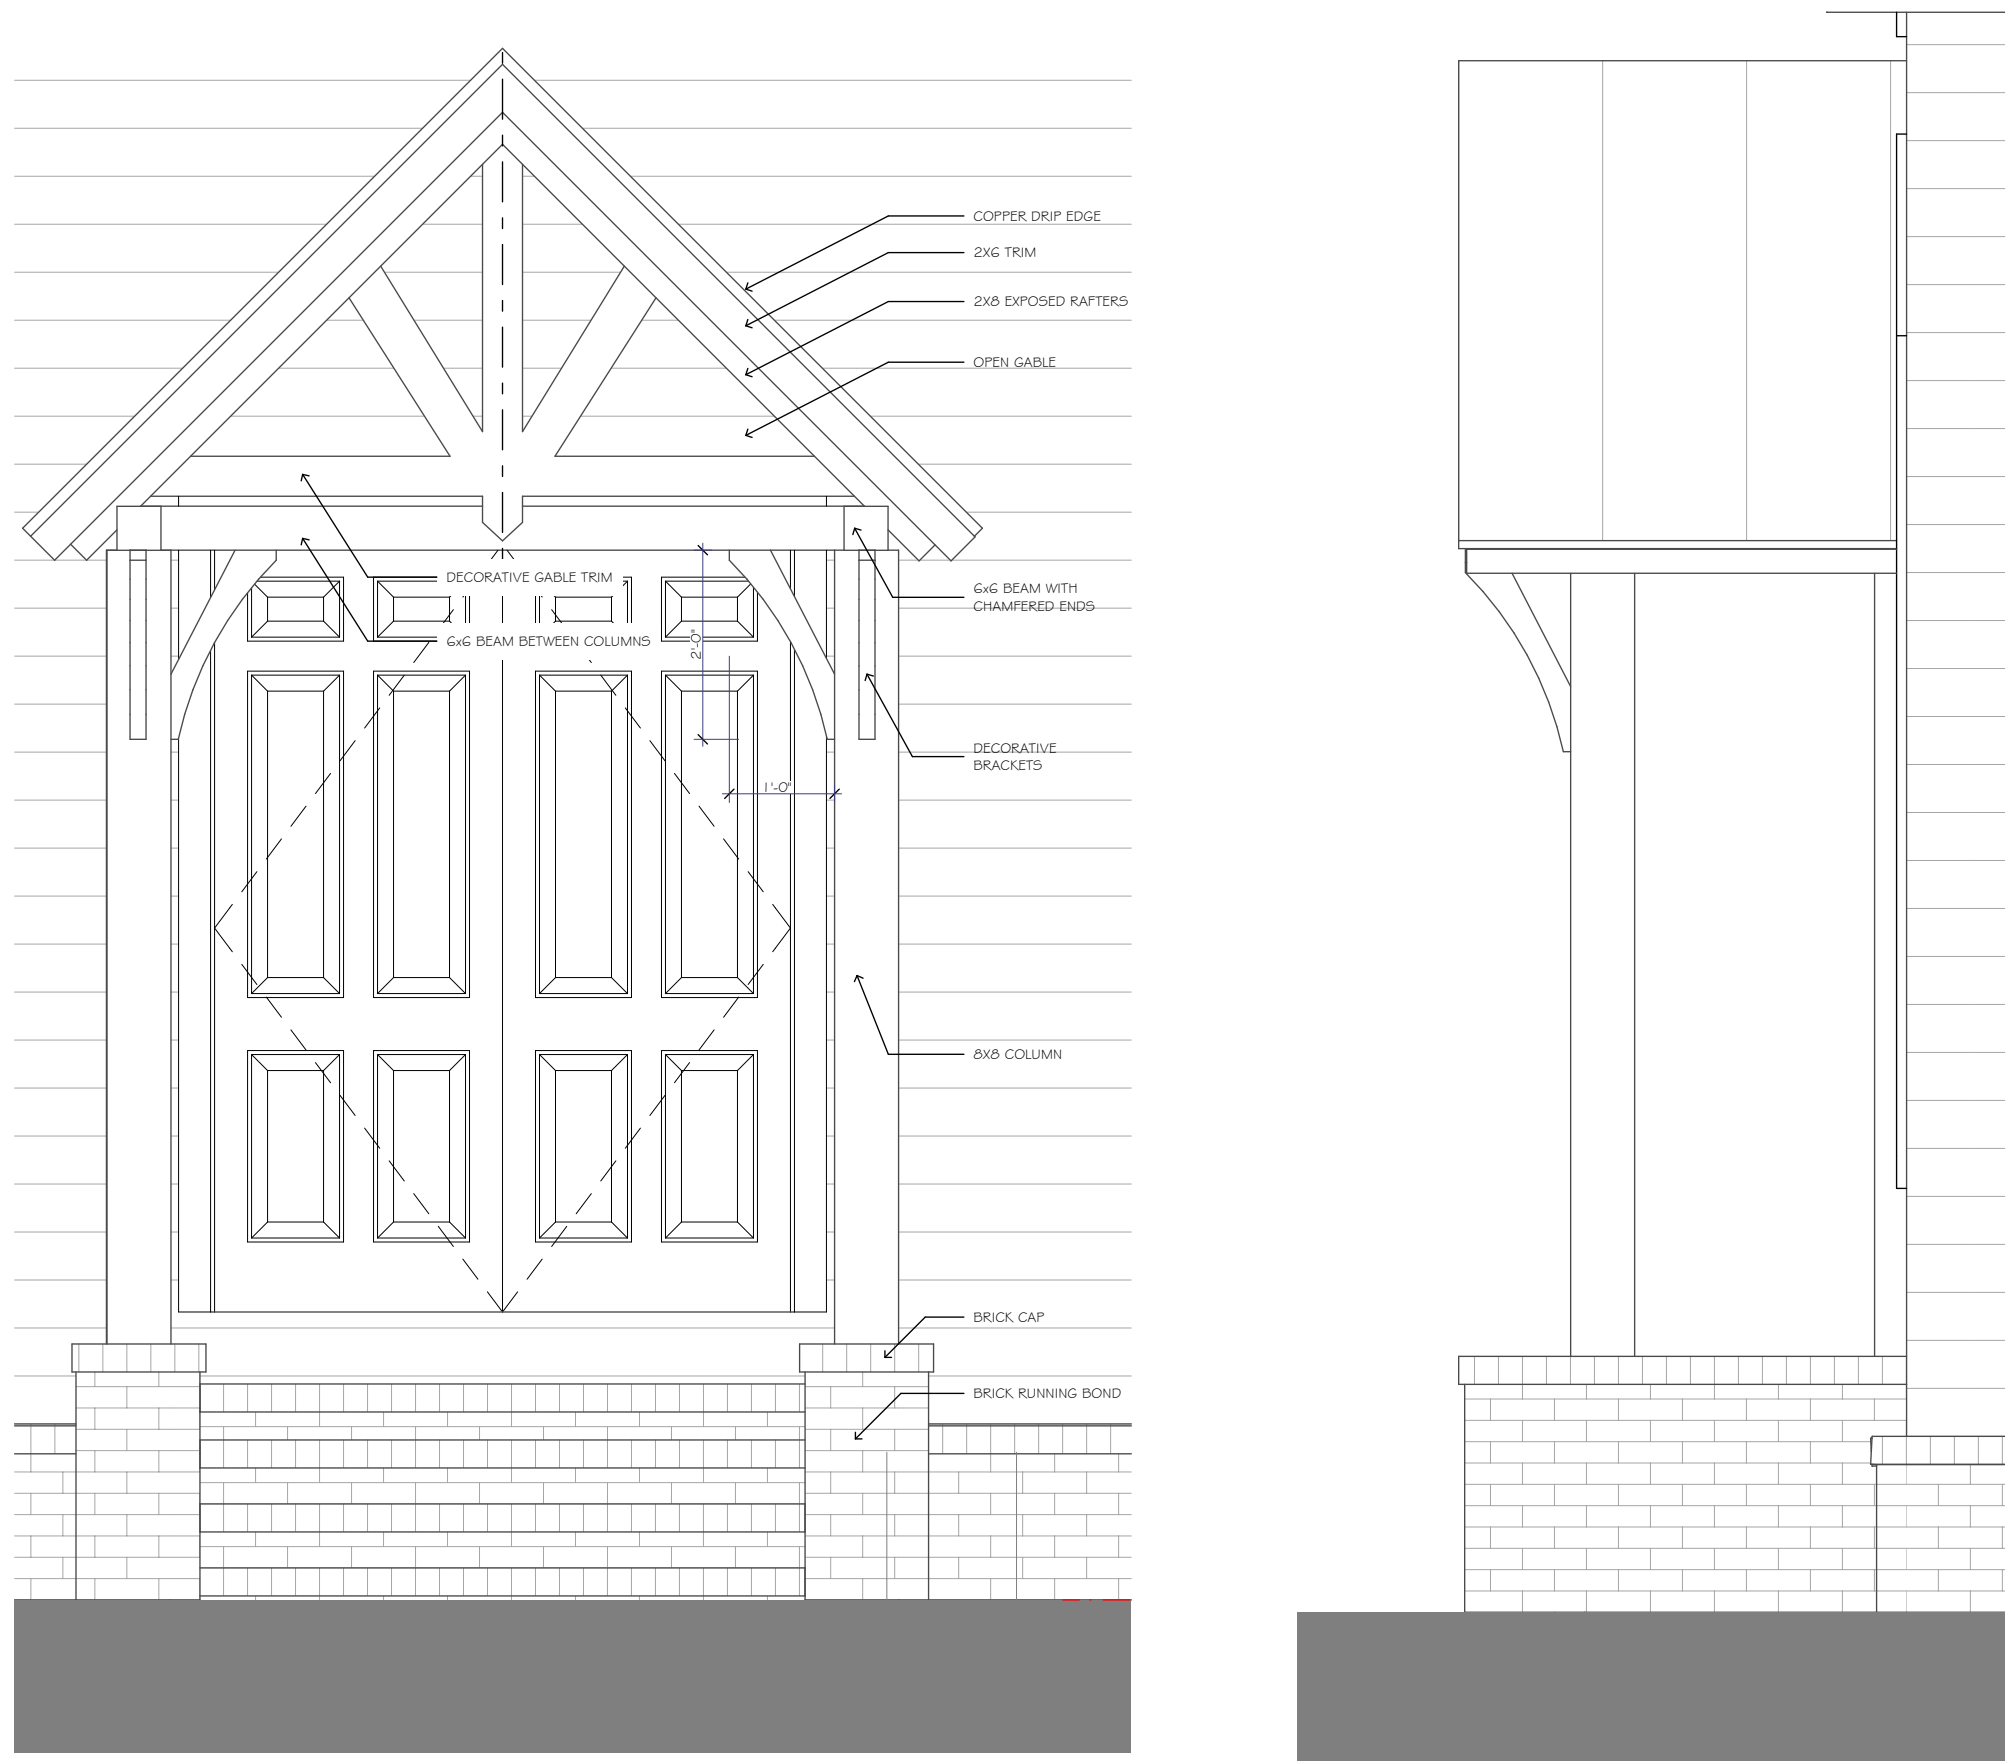 COPPER DRIP EDGE
2X6 TRIM
2X8 EXPOSED RAFTERS
OPEN GABLE
DECORATIVE GABLE TRIM
6x6 BEAM WITH
CHAMFERED ENDS
6x6 BEAM BETWEEN COLUMNS
2'-0"
DECORATIVE
BRACKETS
1'-0"
8X8 COLUMN
BRICK CAP
BRICK RUNNING BOND